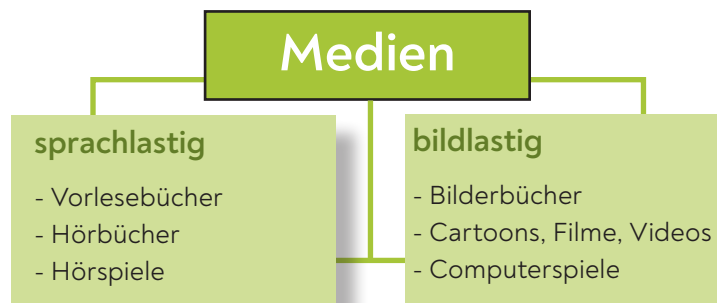 Medien
sprachlastig
- Vorlesebücher
- Hörbücher
- Hörspiele
bildlastig
- Bilderbücher
- Cartoons, Filme, Videos
- Computerspiele